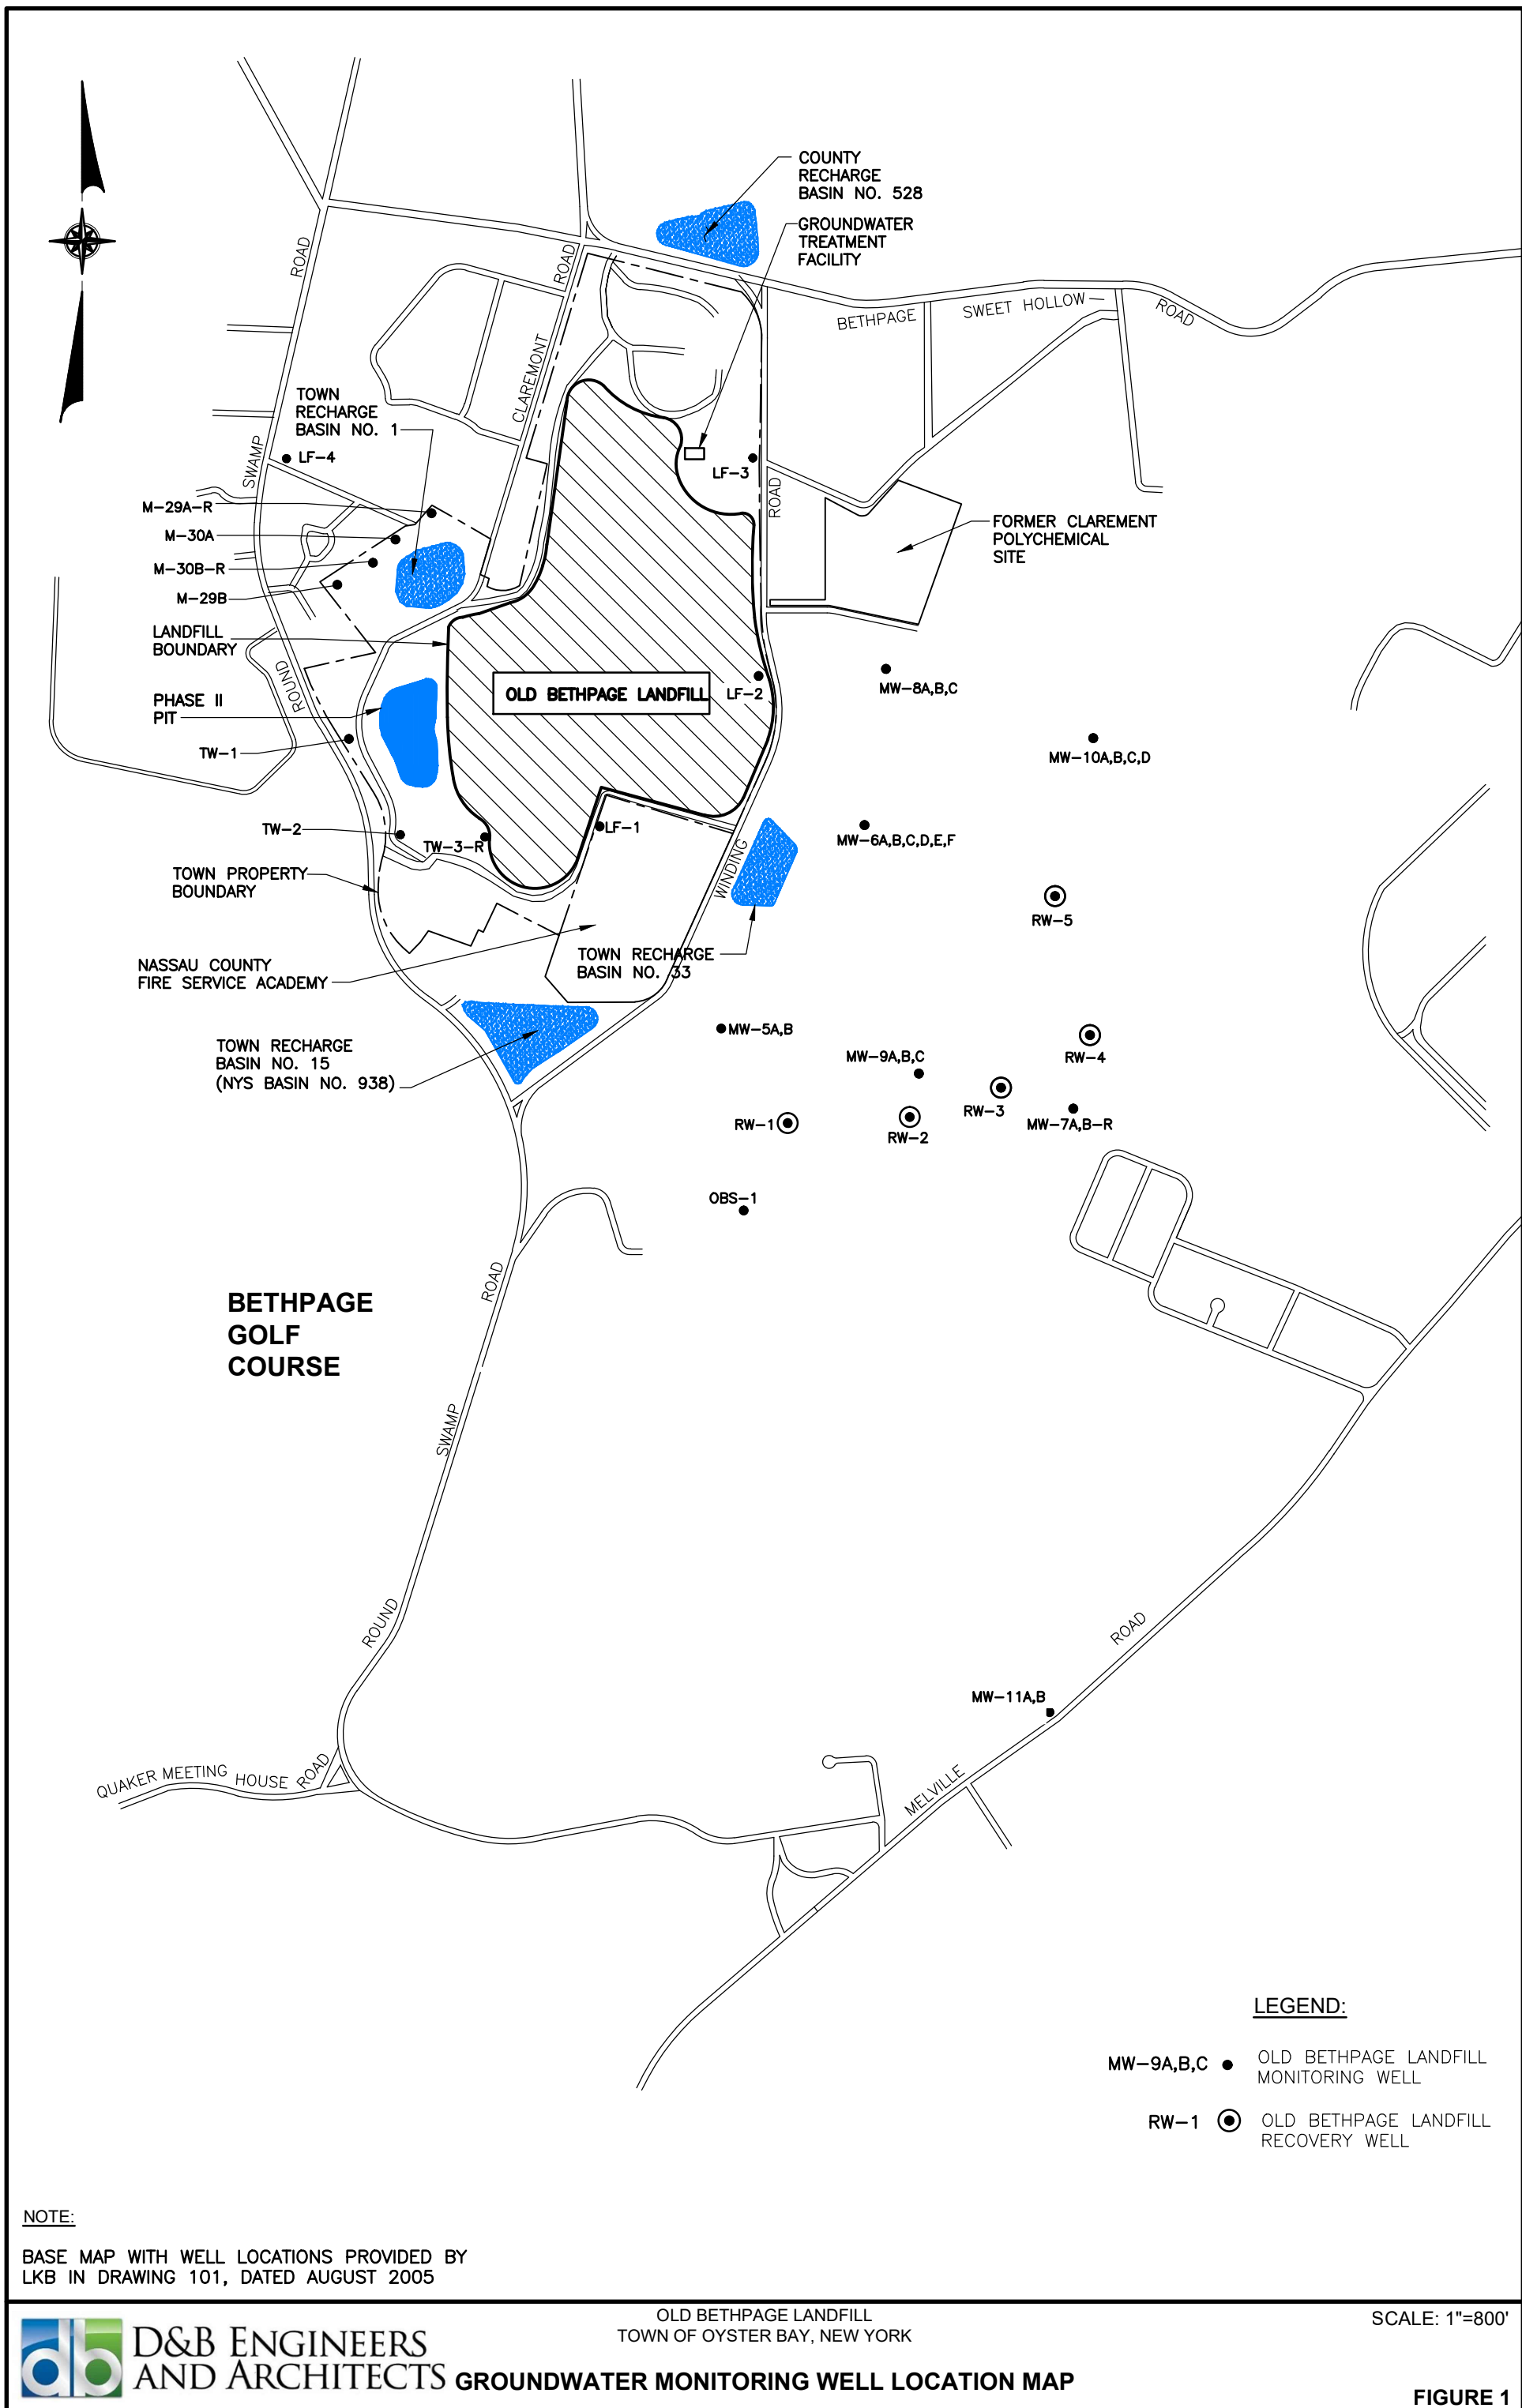 COUNTY
RECHARGE
BASIN NO. 528
GROUNDWATER
TREATMENT
FACILITY
ROAD
ROAD
BETHPAGE
SWEET HOLLOW
ROAD
CLAREMONT
TOWN
RECHARGE
BASIN NO. 1
SWAMP
LF-4
LF-3
ROAD
M-29A-R
M-30A
M-30B-R
M-29B
FORMER CLAREMENT
POLYCHEMICAL
SITE
LANDFILL
BOUNDARY
ROUND
OLD BETHPAGE LANDFILL
LF-2
MW-8A,B,C
PHASE II
PIT
TW-1
MW-10A,B,C,D
TW-2
TW-3-R
LF-1
WINDING
MW-6A,B,C,D,E,F
TOWN PROPERTY
BOUNDARY
RW-5
NASSAU COUNTY
FIRE SERVICE ACADEMY
TOWN RECHARGE
BASIN NO. 33
TOWN RECHARGE
BASIN NO. 15
(NYS BASIN NO. 938)
MW-5A,B
MW-9A,B,C
RW-4
RW-3
RW-1
RW-2
MW-7A,B-R
OBS-1
ROAD
BETHPAGE
GOLF
COURSE
SWAMP
ROUND
ROAD
MW-11A,B
QUAKER MEETING HOUSE ROAD
MELVILLE
LEGEND:
MW-9A,B,C OLD BETHPAGE LANDFILL
MONITORING WELL
RW-1 OLD BETHPAGE LANDFILL
RECOVERY WELL
NOTE:
BASE MAP WITH WELL LOCATIONS PROVIDED BY
LKB IN DRAWING 101, DATED AUGUST 2005
db
D&B ENGINEERS
AND ARCHITECTS
OLD BETHPAGE LANDFILL
TOWN OF OYSTER BAY, NEW YORK
GROUNDWATER MONITORING WELL LOCATION MAP
SCALE: 1"=800'
FIGURE 1